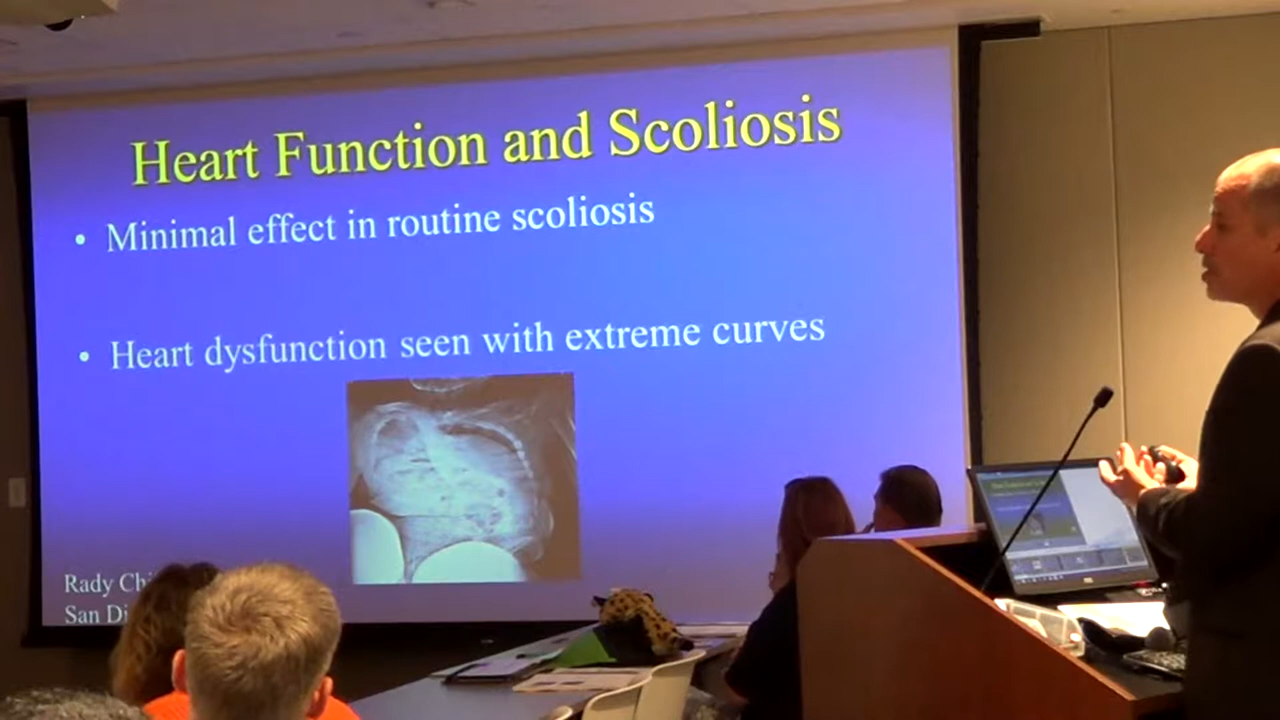 Heart Function and Scoliosis
• Minimal effect in routine scoliosis
• Heart dysfunction seen with extreme curves
Rady
San